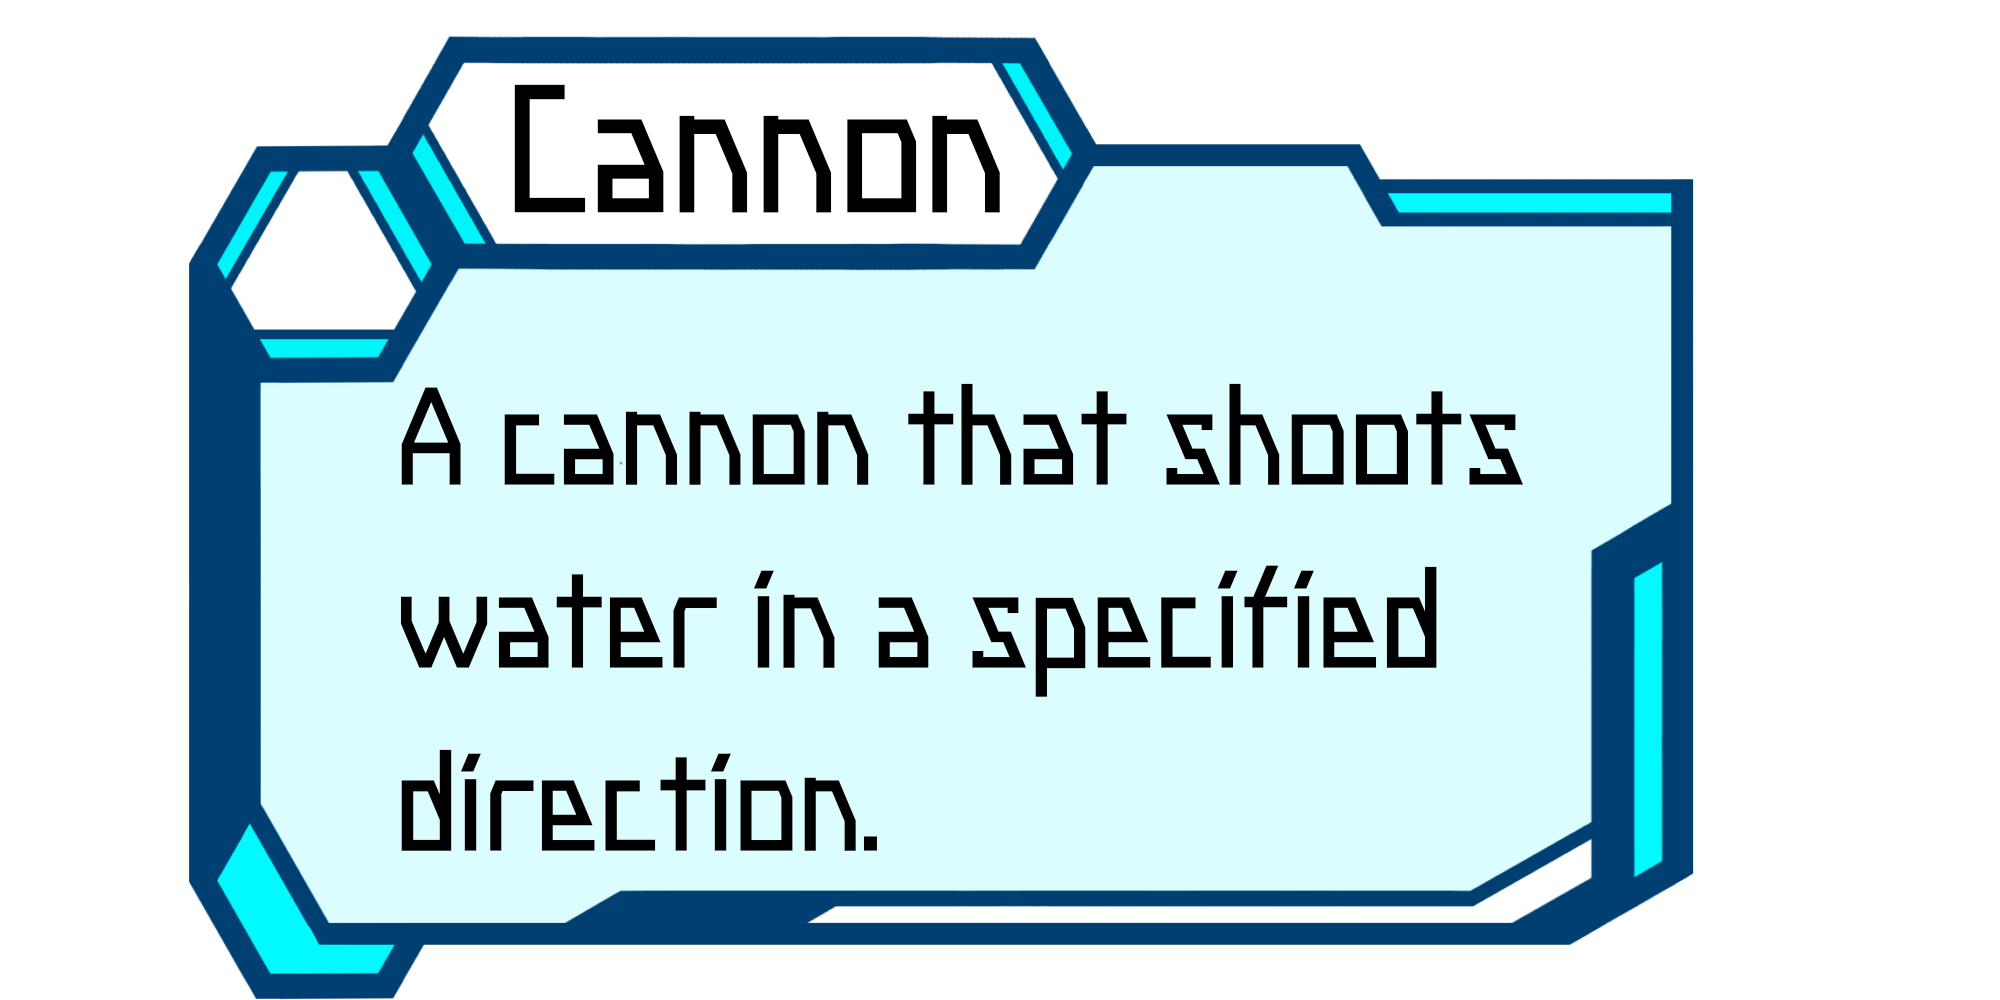 Cannon
A cannon that shoots
water in a specified
direction.